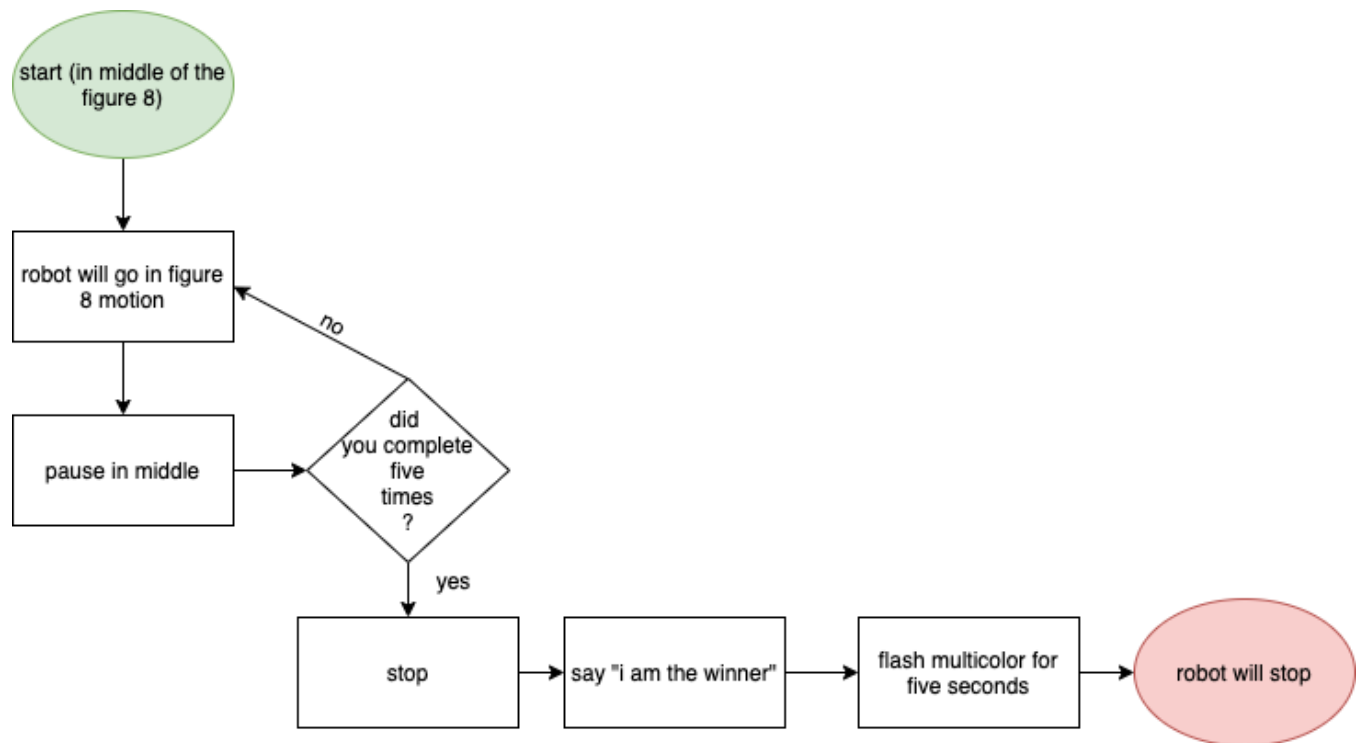 start (in middle of the
figure 8)
robot will go in figure
8 motion
no
pause in middle
did
you complete
five
times
?
yes
stop
say "i am the winner"
flash multicolor for
five seconds
robot will stop